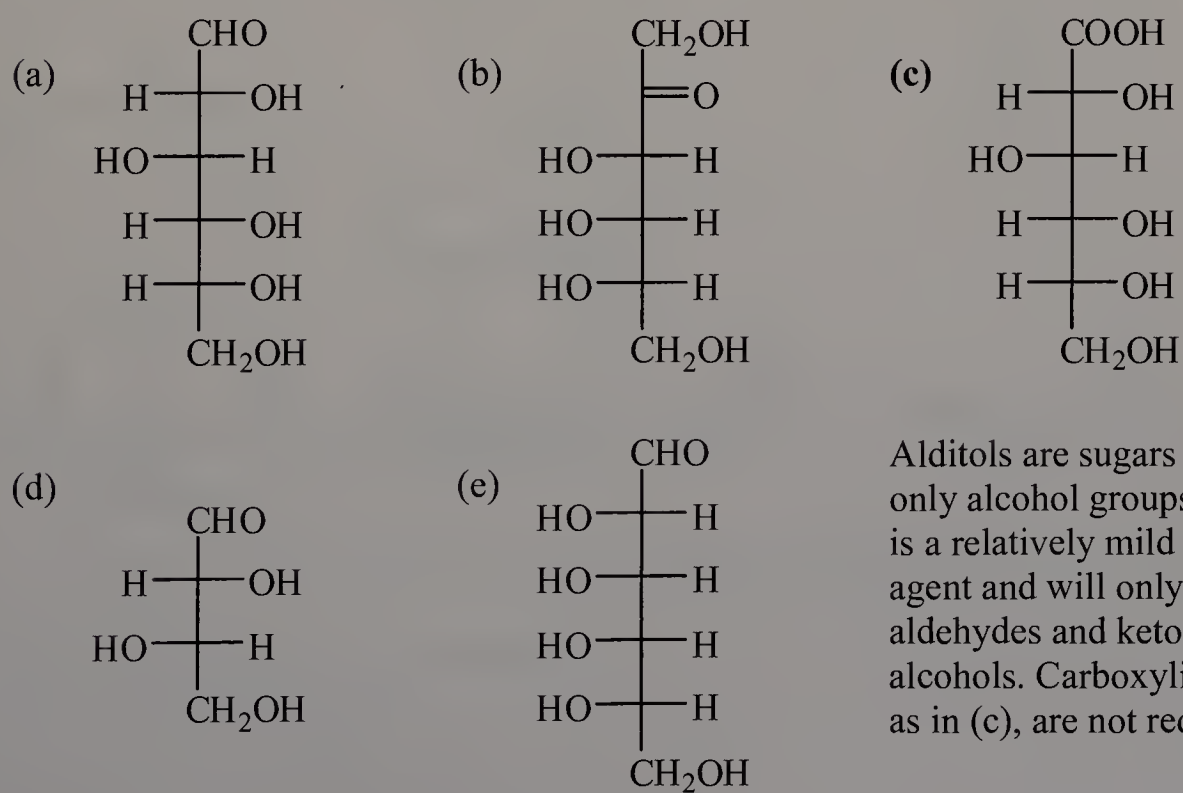 (a)
CHO
H OH
HO H
H OH
H OH
CH₂OH
(b)
CH₂OH
=O
HO H
HO H
HO H
CH₂OH
(c)
COOH
H OH
HO H
H OH
H OH
CH₂OH
(d)
CHO
H OH
HO H
CH₂OH
(e)
CHO
HO H
HO H
HO H
HO H
CH₂OH
Alditols are sugars
only alcohol groups
is a relatively mild
agent and will only
aldehydes and keto
alcohols. Carboxyli
as in (c), are not rec